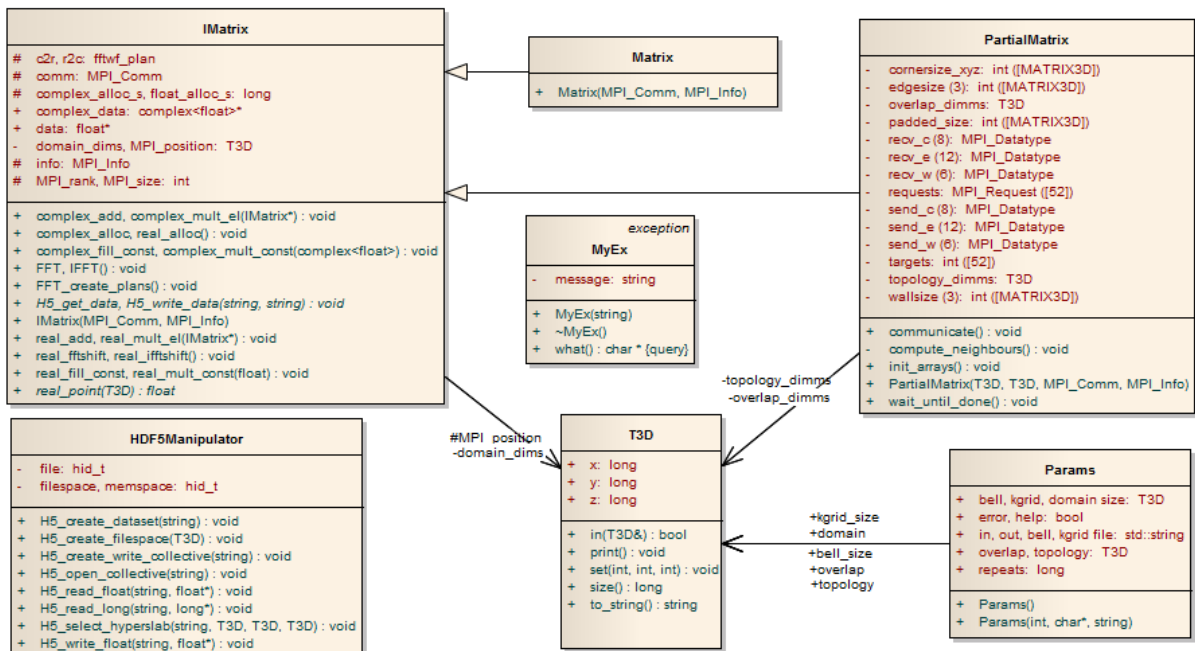 IMatrix
# c2r, r2c: fftwf_plan
# comm: MPI_Comm
# complex_alloc_s, float_alloc_s: long
+ complex_data: complex<float>*
+ data: float*
- domain_dims, MPI_position: T3D
# info: MPI_Info
# MPI_rank, MPI_size: int
+ complex_add, complex_mult_el(IMatrix*) : void
+ complex_alloc, real_alloc() : void
+ complex_fill_const, complex_mult_const(complex<float>) : void
+ FFT, IFFT() : void
+ FFT_create_plans() : void
+ H5_get_data, H5_write_data(string, string) : void
+ IMatrix(MPI_Comm, MPI_Info)
+ real_add, real_mult_el(IMatrix*) : void
+ real_fftshift, real_ifftshift() : void
+ real_fill_const, real_mult_const(float) : void
+ real_point(T3D) : float
Matrix
+ Matrix(MPI_Comm, MPI_Info)
PartialMatrix
- cornersize_xyz: int ([MATRIX3D])
- edgesize (3): int ([MATRIX3D])
- overlap_dimms: T3D
- padded_size: int ([MATRIX3D])
- recv_c (8): MPI_Datatype
- recv_e (12): MPI_Datatype
- recv_w (6): MPI_Datatype
- requests: MPI_Request ([52])
- send_c (8): MPI_Datatype
- send_e (12): MPI_Datatype
- send_w (6): MPI_Datatype
- targets: int ([52])
- topology_dimms: T3D
- wallsize (3): int ([MATRIX3D])
+ communicate() : void
- compute_neighbours() : void
+ init_arrays() : void
+ PartialMatrix(T3D, T3D, MPI_Comm, MPI_Info)
+ wait_until_done() : void
exception
MyEx
- message: string
+ MyEx(string)
+ ~MyEx()
+ what() : char * {query}
-topology_dimms
-overlap_dimms
#MPI_position
-domain_dims
HDF5Manipulator
- file: hid_t
- filespace, memspace: hid_t
+ H5_create_dataset(string) : void
+ H5_create_filespace(T3D) : void
+ H5_create_write_collective(string) : void
+ H5_open_collective(string) : void
+ H5_read_float(string, float*) : void
+ H5_read_long(string, long*) : void
+ H5_select_hyperslab(string, T3D, T3D, T3D) : void
+ H5_write_float(string, float*) : void
T3D
+ x: long
+ y: long
+ z: long
+ in(T3D&) : bool
+ print() : void
+ set(int, int, int) : void
+ size() : long
+ to_string() : string
+kgrid_size
+domain
+bell_size
+overlap
+topology
Params
+ bell, kgrid, domain size: T3D
+ error, help: bool
+ in, out, bell, kgrid file: std::string
+ overlap, topology: T3D
+ repeats: long
+ Params()
+ Params(int, char*, string)